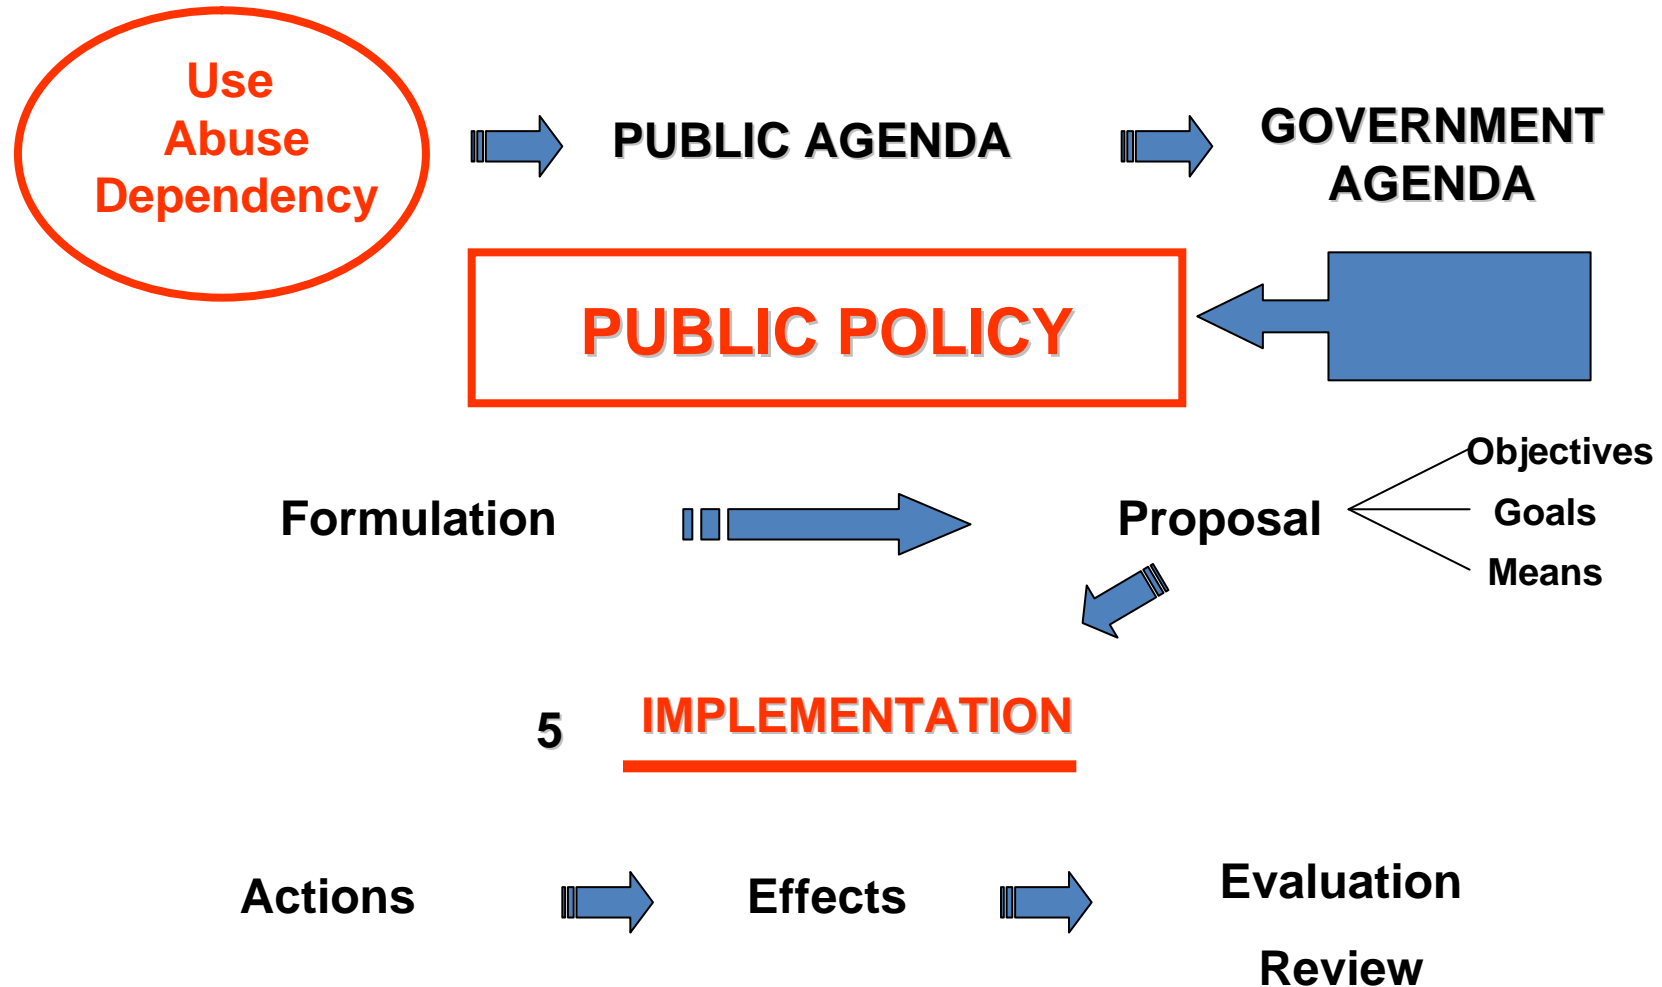 Use
Abuse
Dependency
PUBLIC AGENDA
GOVERNMENT
AGENDA
PUBLIC POLICY
Formulation
Proposal
Objectives
Goals
Means
5
IMPLEMENTATION
Actions
Effects
Evaluation
Review